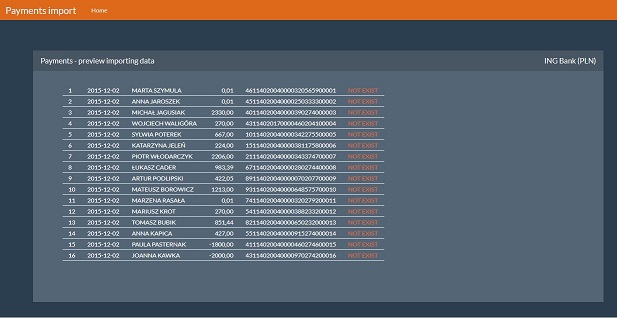 Payments import Home
Payments - preview importing data ING Bank (PLN)
1 2015-12-02 MARTA SZYMULA 0,01 46114020040000320565900001 NOT EXIST
2 2015-12-02 ANNA JAROSZEK 0,01 45114020040000250333300002 NOT EXIST
3 2015-12-02 MICHAŁ JAGUSIAK 2330,00 40114020040000390274000003 NOT EXIST
4 2015-12-02 WOJCIECH WALIGÓRA 270,00 43114020170000460204100004 NOT EXIST
5 2015-12-02 SYLWIA POTEREK 667,00 10114020040000342275500005 NOT EXIST
6 2015-12-02 KATARZYNA JELEŃ 224,00 15114020040000381175800006 NOT EXIST
7 2015-12-02 PIOTR WŁODARCZYK 2206,00 21114020040000343374700007 NOT EXIST
8 2015-12-02 ŁUKASZ CADER 983,39 67114020040000280274400008 NOT EXIST
9 2015-12-02 ARTUR PODLIPSKI 422,05 89114020040000070207700009 NOT EXIST
10 2015-12-02 MATEUSZ BOROWICZ 1213,00 93114020040000648575700010 NOT EXIST
11 2015-12-02 MARZENA RASAŁA 0,01 74114020040000320279200011 NOT EXIST
12 2015-12-02 MARIUSZ KROT 270,00 54114020040000388233200012 NOT EXIST
13 2015-12-02 TOMASZ BUBIK 851,44 82114020040000650232000013 NOT EXIST
14 2015-12-02 ANNA KAPICA 427,00 55114020040000915274000014 NOT EXIST
15 2015-12-02 PAULA PASTERNAK -1800,00 41114020040000460274600015 NOT EXIST
16 2015-12-02 JOANNA KAWKA -2000,00 43114020040000970274200016 NOT EXIST